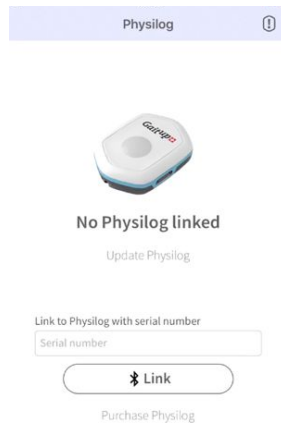 Physilog
Gaitup
No Physilog linked
Update Physilog
Link to Physilog with serial number
Serial number
Link
Purchase Physilog